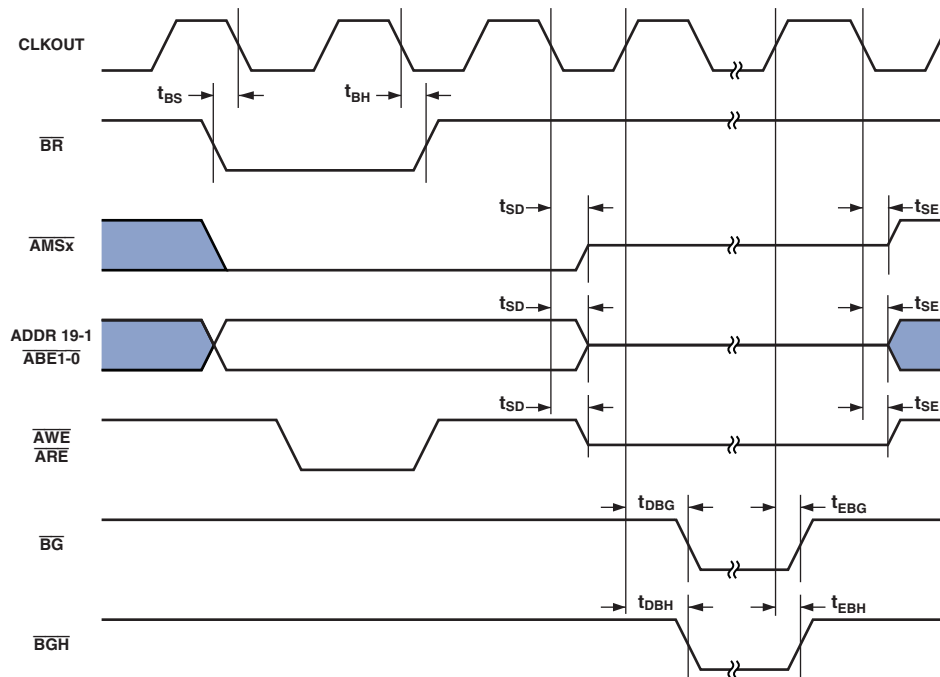 CLKOUT
tBS
tBH
BR
tSD
tSE
AMSx
tSD
tSE
ADDR 19-1
ABE1-0
tSD
tSE
AWE
ARE
tDBG
tEBG
BG
tDBH
tEBH
BGH